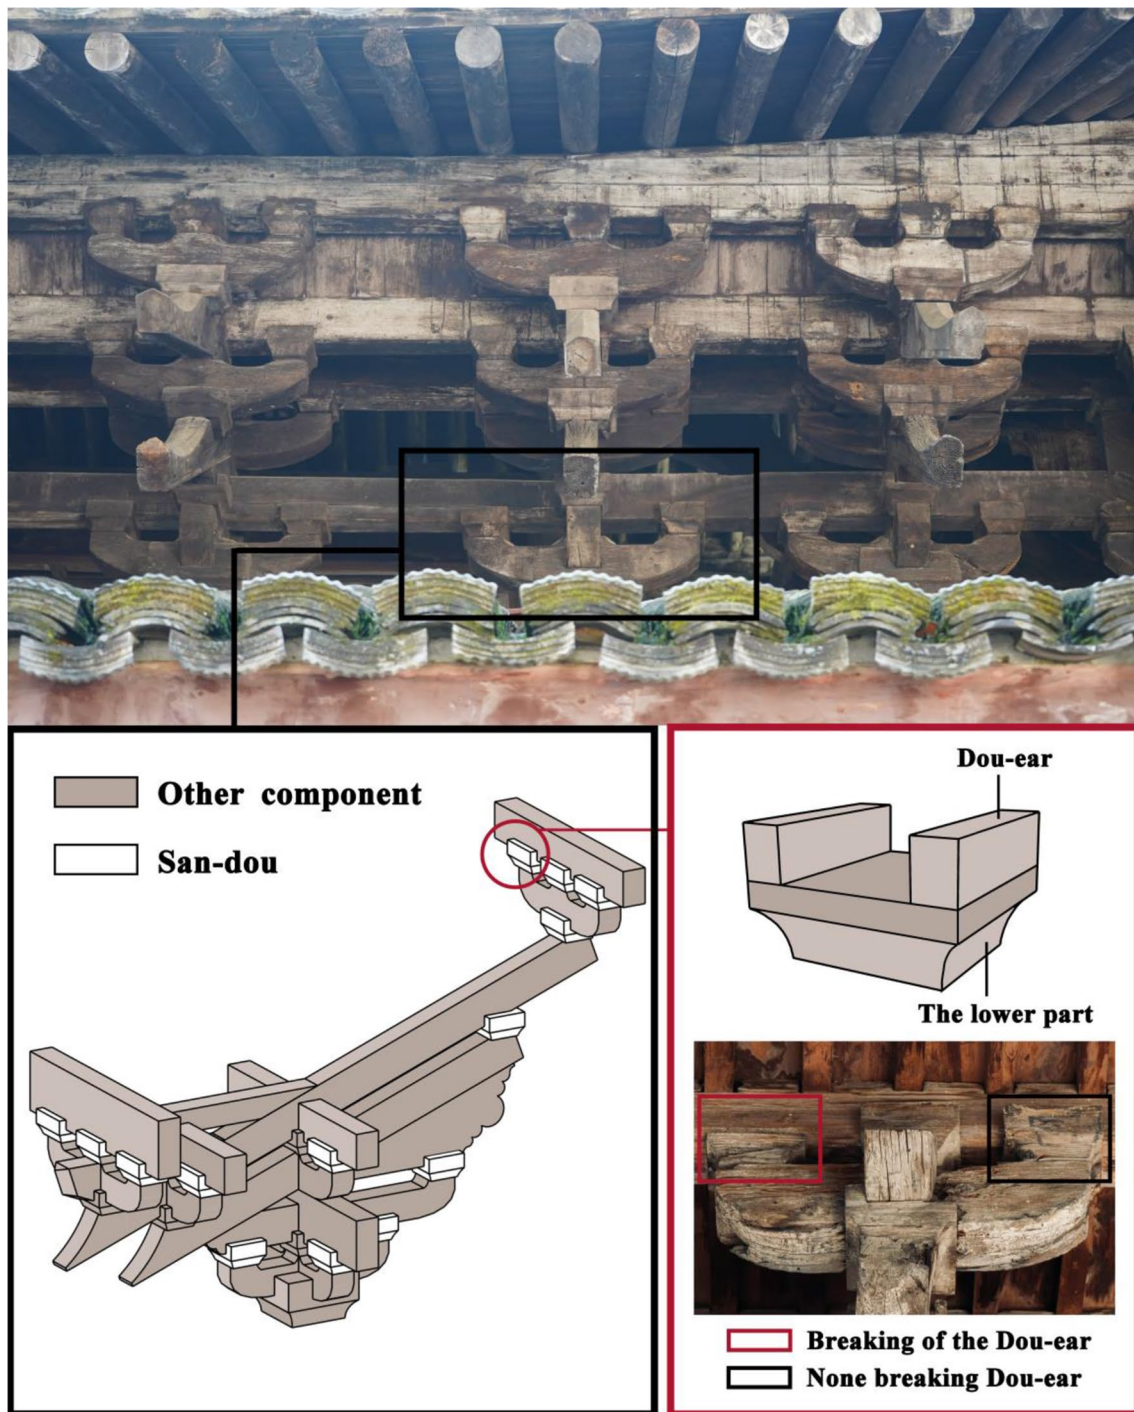 Other component
San-dou
Dou-ear
The lower part
Breaking of the Dou-ear
None breaking Dou-ear